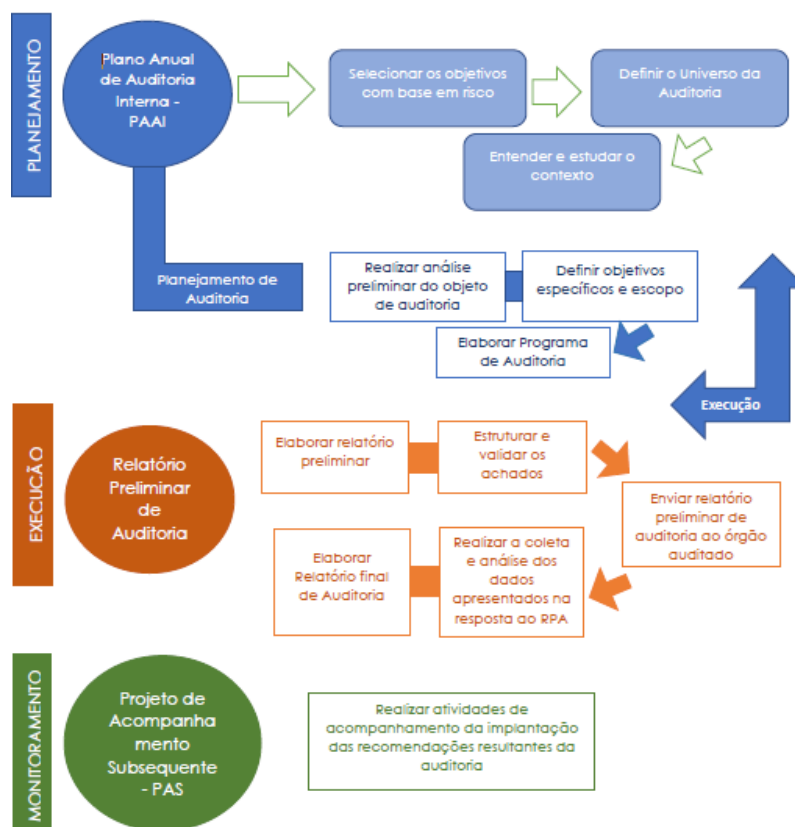 PLANEJAMENTO
Plano Anual
de Auditoria
Interna -
PAAI
Selecionar os objetivos
com base em risco
Definir o Universo da
Auditoria
Entender e estudar o
contexto
Planejamento de
Auditoria
Realizar análise
preliminar do objeto
de auditoria
Definir objetivos
específicos e escopo
Elaborar Programa
de Auditoria
Execução
EXECUCÃO
Relatório
Preliminar
de
Auditoria
Elaborar relatório
preliminar
Estruturar e
validar os
achados
Enviar relatório
preliminar de
auditoria ao órgão
auditado
Elaborar
Relatório final
de Auditoria
Realizar a coleta
e análise dos
dados
apresentados na
resposta ao RPA
MONITORAMENTO
Projeto de
Acompanha
mento
Subsequente
- PAS
Realizar atividades de
acompanhamento da implantação
das recomendações resultantes da
auditoria